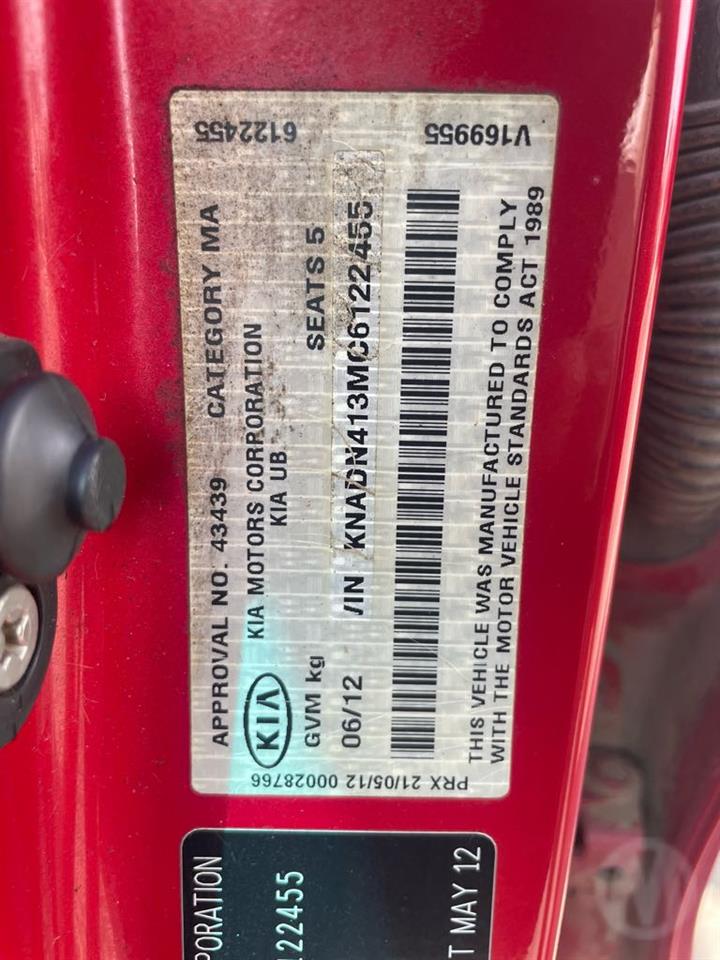 APPROVAL NO. 43439 CATEGORY MA
KIA MOTORS CORPORATION
KIA UB
KIA
GVM kg SEATS 5
06/12 VIN KNADN413MC6122455
THIS VEHICLE WAS MANUFACTURED TO COMPLY
WITH THE MOTOR VEHICLE STANDARDS ACT 1989
6122455
V169955
PRX 21/05/12 00028766
PORATION
122455
T MAY 12
M